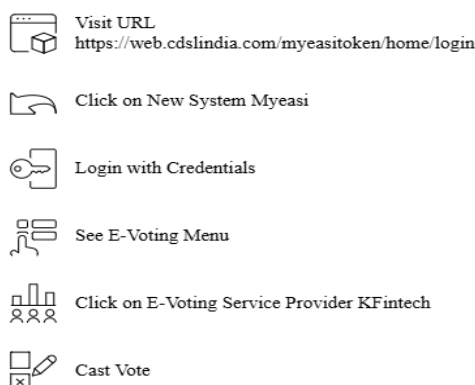 Visit URL
https://web.cdslindia.com/myeasitoken/home/login
Click on New System Myeasi
Login with Credentials
See E-Voting Menu
Click on E-Voting Service Provider KFintech
Cast Vote